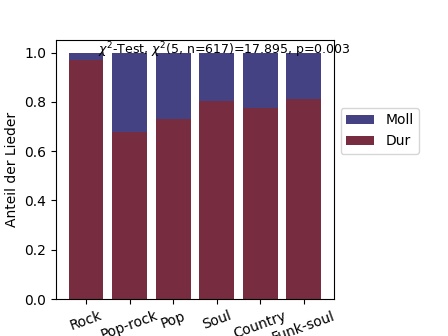 χ²-Test, χ²(5, n=617)=17.895, p=0.003
1.0
0.8
0.6
0.4
0.2
0.0
Anteil der Lieder
Moll
Dur
Rock
Pop-rock
Pop
Soul
Country
Funk-soul